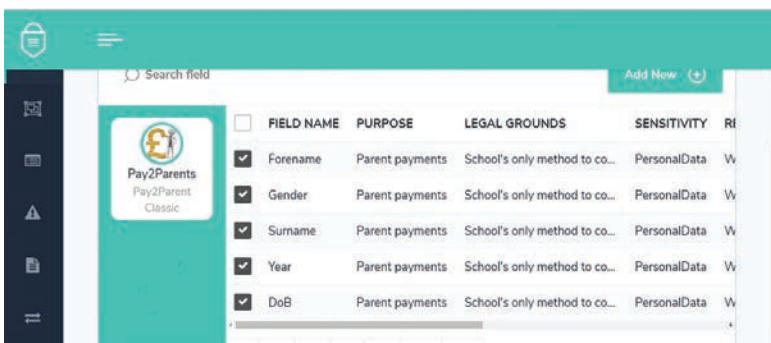 Search field
Add New
Pay2Parents
Pay2Parent
Classic
FIELD NAME PURPOSE LEGAL GROUNDS SENSITIVITY RE
Forename Parent payments School's only method to co... PersonalData W
Gender Parent payments School's only method to co... PersonalData W
Surname Parent payments School's only method to co... PersonalData W
Year Parent payments School's only method to co... PersonalData W
DoB Parent payments School's only method to co... PersonalData W